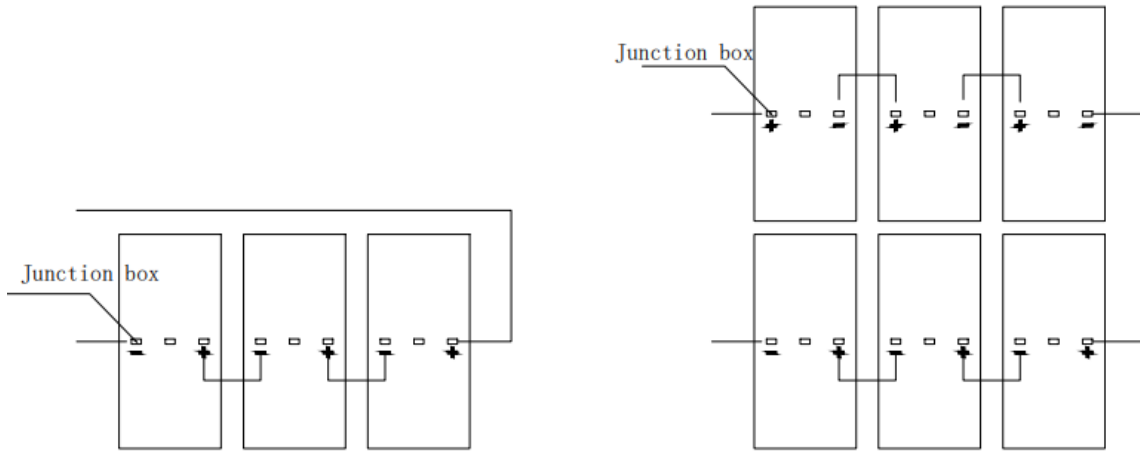 Junction box
+ - + - + -
Junction box
- + - + - +
- + - + - +